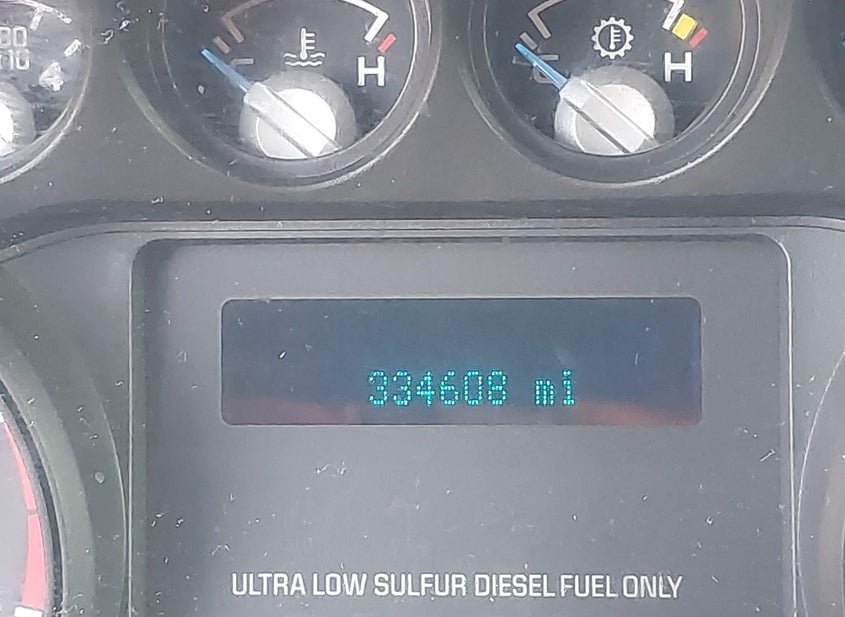 H
C H
334608 mi
ULTRA LOW SULFUR DIESEL FUEL ONLY